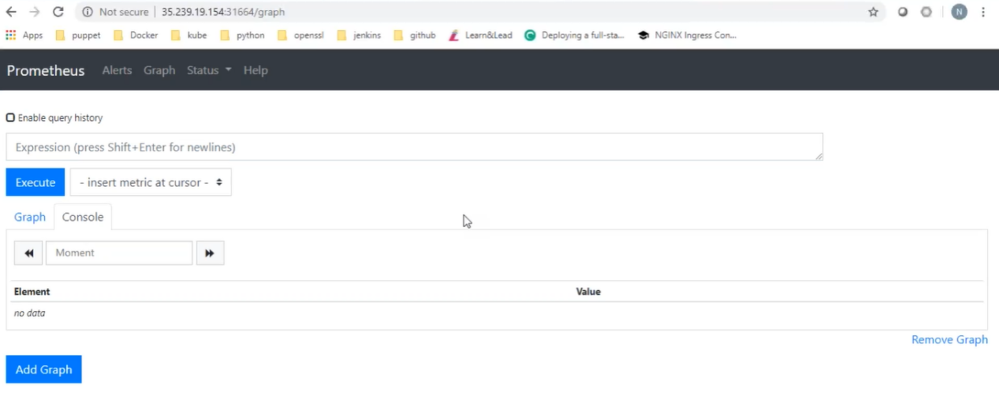 Not secure | 35.239.19.154:31664/graph N
Apps puppet Docker kube python openssl jenkins github Learn&Lead Deploying a full-sta... NGINX Ingress Con...
Prometheus Alerts Graph Status Help
Enable query history
Expression (press Shift+Enter for newlines)
Execute - insert metric at cursor -
Graph Console
Moment
Element Value
no data
Remove Graph
Add Graph